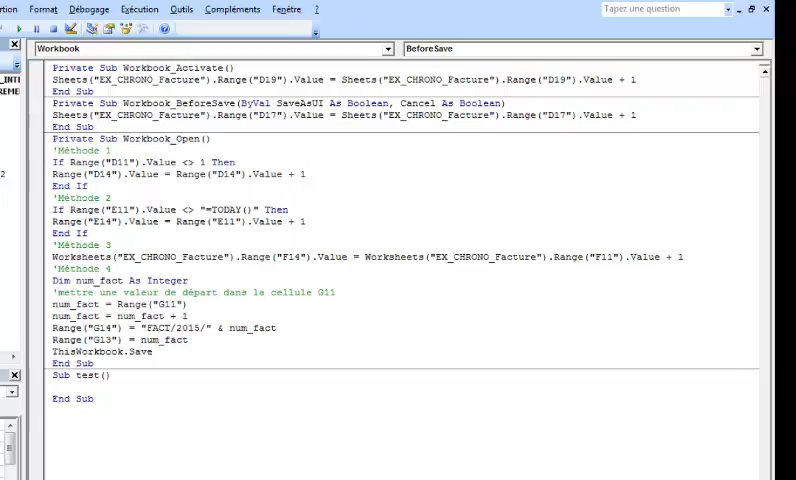 rtion Format Débogage Exécution Outils Compléments Fenêtre ? Tapez une question
Workbook BeforeSave
Private Sub Workbook_Activate()
Sheets("EX_CHRONO_Facture").Range("D19").Value = Sheets("EX_CHRONO_Facture").Range("D19").Value + 1
End Sub
Private Sub Workbook_BeforeSave(ByVal SaveAsUI As Boolean, Cancel As Boolean)
Sheets("EX_CHRONO_Facture").Range("D17").Value = Sheets("EX_CHRONO_Facture").Range("D17").Value + 1
End Sub
Private Sub Workbook_Open()
'Méthode 1
If Range("D11").Value <> 1 Then
Range("D14").Value = Range("D14").Value + 1
End If
'Méthode 2
If Range("E11").Value <> "=TODAY()" Then
Range("E14").Value = Range("E11").Value + 1
End If
'Méthode 3
Worksheets("EX_CHRONO_Facture").Range("F14").Value = Worksheets("EX_CHRONO_Facture").Range("F11").Value + 1
'Méthode 4
Dim num_fact As Integer
'mettre une valeur de départ dans la cellule G11
num_fact = Range("G11")
num_fact = num_fact + 1
Range("G14") = "FACT/2015/" & num_fact
Range("G13") = num_fact
ThisWorkbook.Save
End Sub
Sub test()
End Sub
_INTI
REME
2